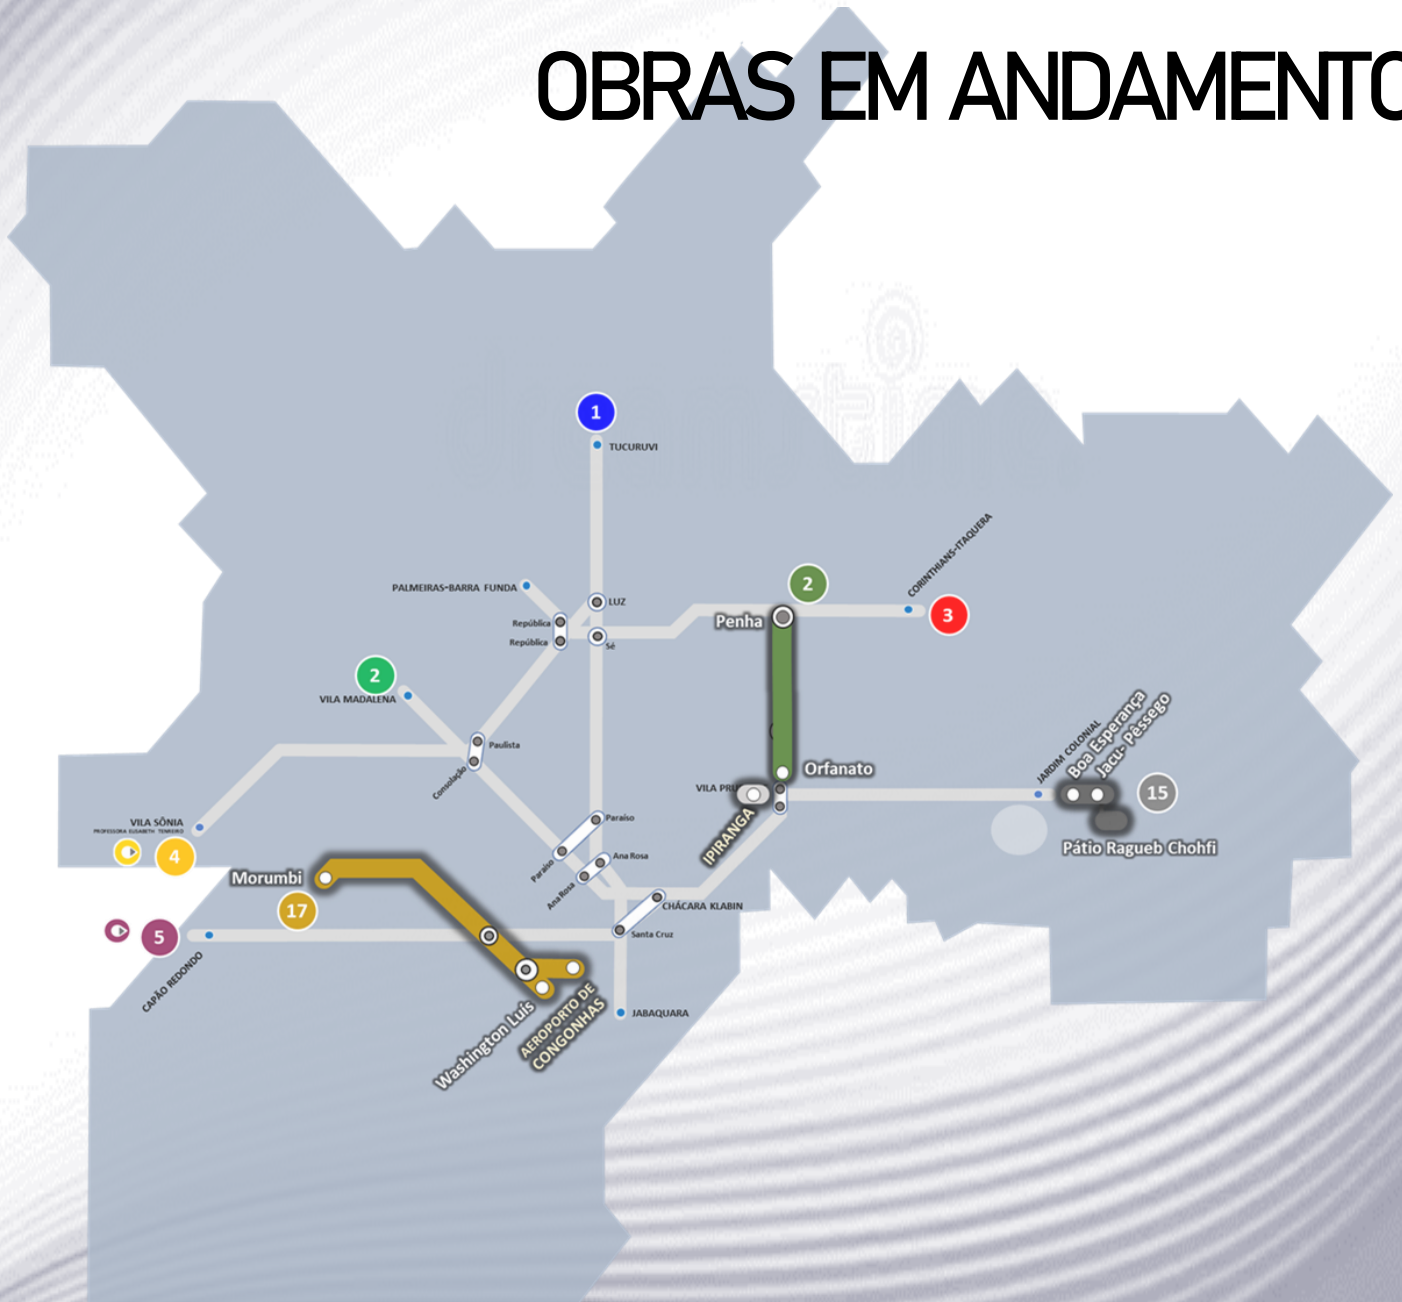 OBRAS EM ANDAMENTO
1
TUCURUVI
CORINTHIANS-ITAQUERA
PALMEIRAS-BARRA FUNDA
LUZ
2
3
República
Penha
República
Sé
2
VILA MADALENA
Paulista
Consolação
Orfanato
JARDIM COLONIAL
Boa Esperança
Jacu- Pêssego
VILA PRU
15
IPIRANGA
VILA SÔNIA
PROFESSORA ELISABETH TENREIRO
Paraíso
4
Paraíso
Ana Rosa
Pátio Ragueb Chohfi
Morumbi
Ana Rosa
17
CHÁCARA KLABIN
5
Santa Cruz
CAPÃO REDONDO
JABAQUARA
Washington Luís
AEROPORTO DE
CONGONHAS
dreamstime